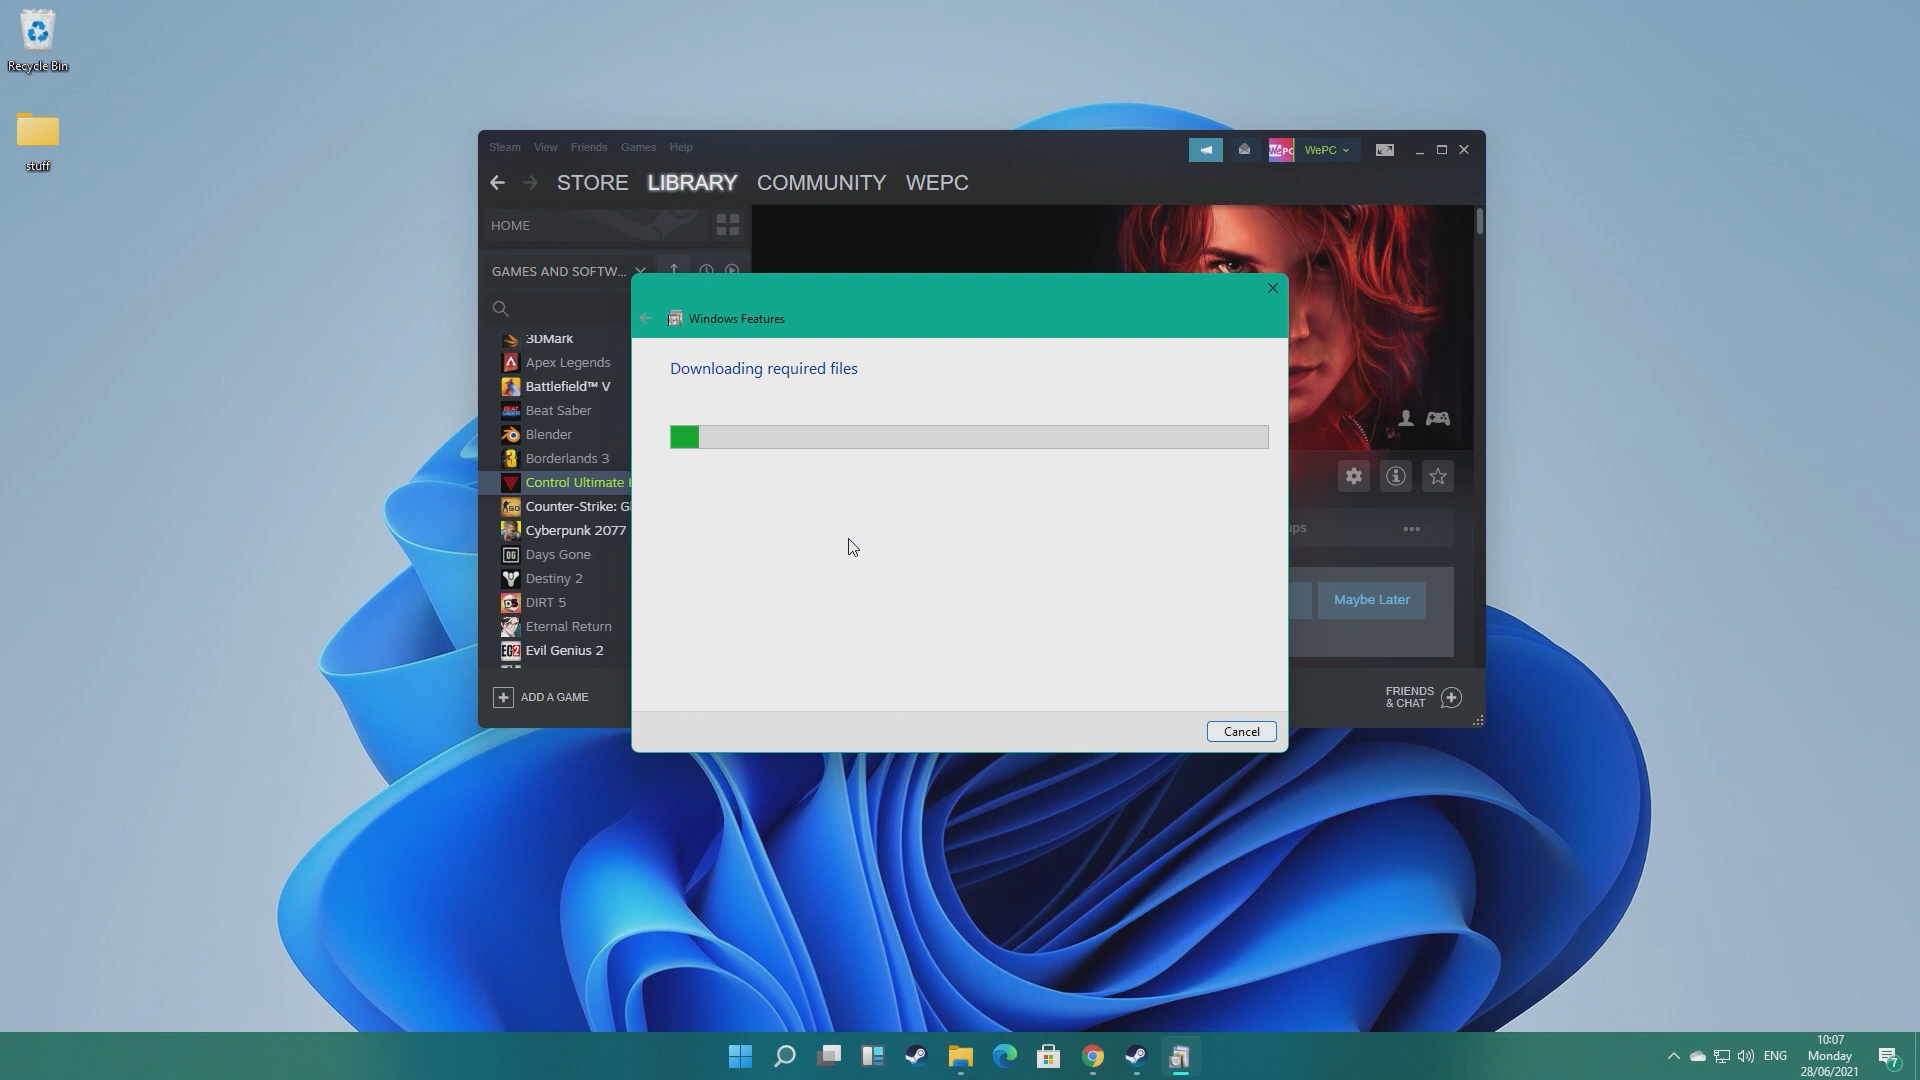 Recycle Bin
stuff
Steam View Friends Games Help
WePC WePC
STORE LIBRARY COMMUNITY WEPC
HOME
GAMES AND SOFTW...
Windows Features
Downloading required files
3DMark
Apex Legends
Battlefield™ V
Beat Saber
Blender
Borderlands 3
Control Ultimate
Counter-Strike: G
Cyberpunk 2077
Days Gone
Destiny 2
DIRT 5
Eternal Return
Evil Genius 2
ups
Maybe Later
ADD A GAME
FRIENDS
& CHAT
Cancel
ENG
10:07
Monday
28/06/2021
7